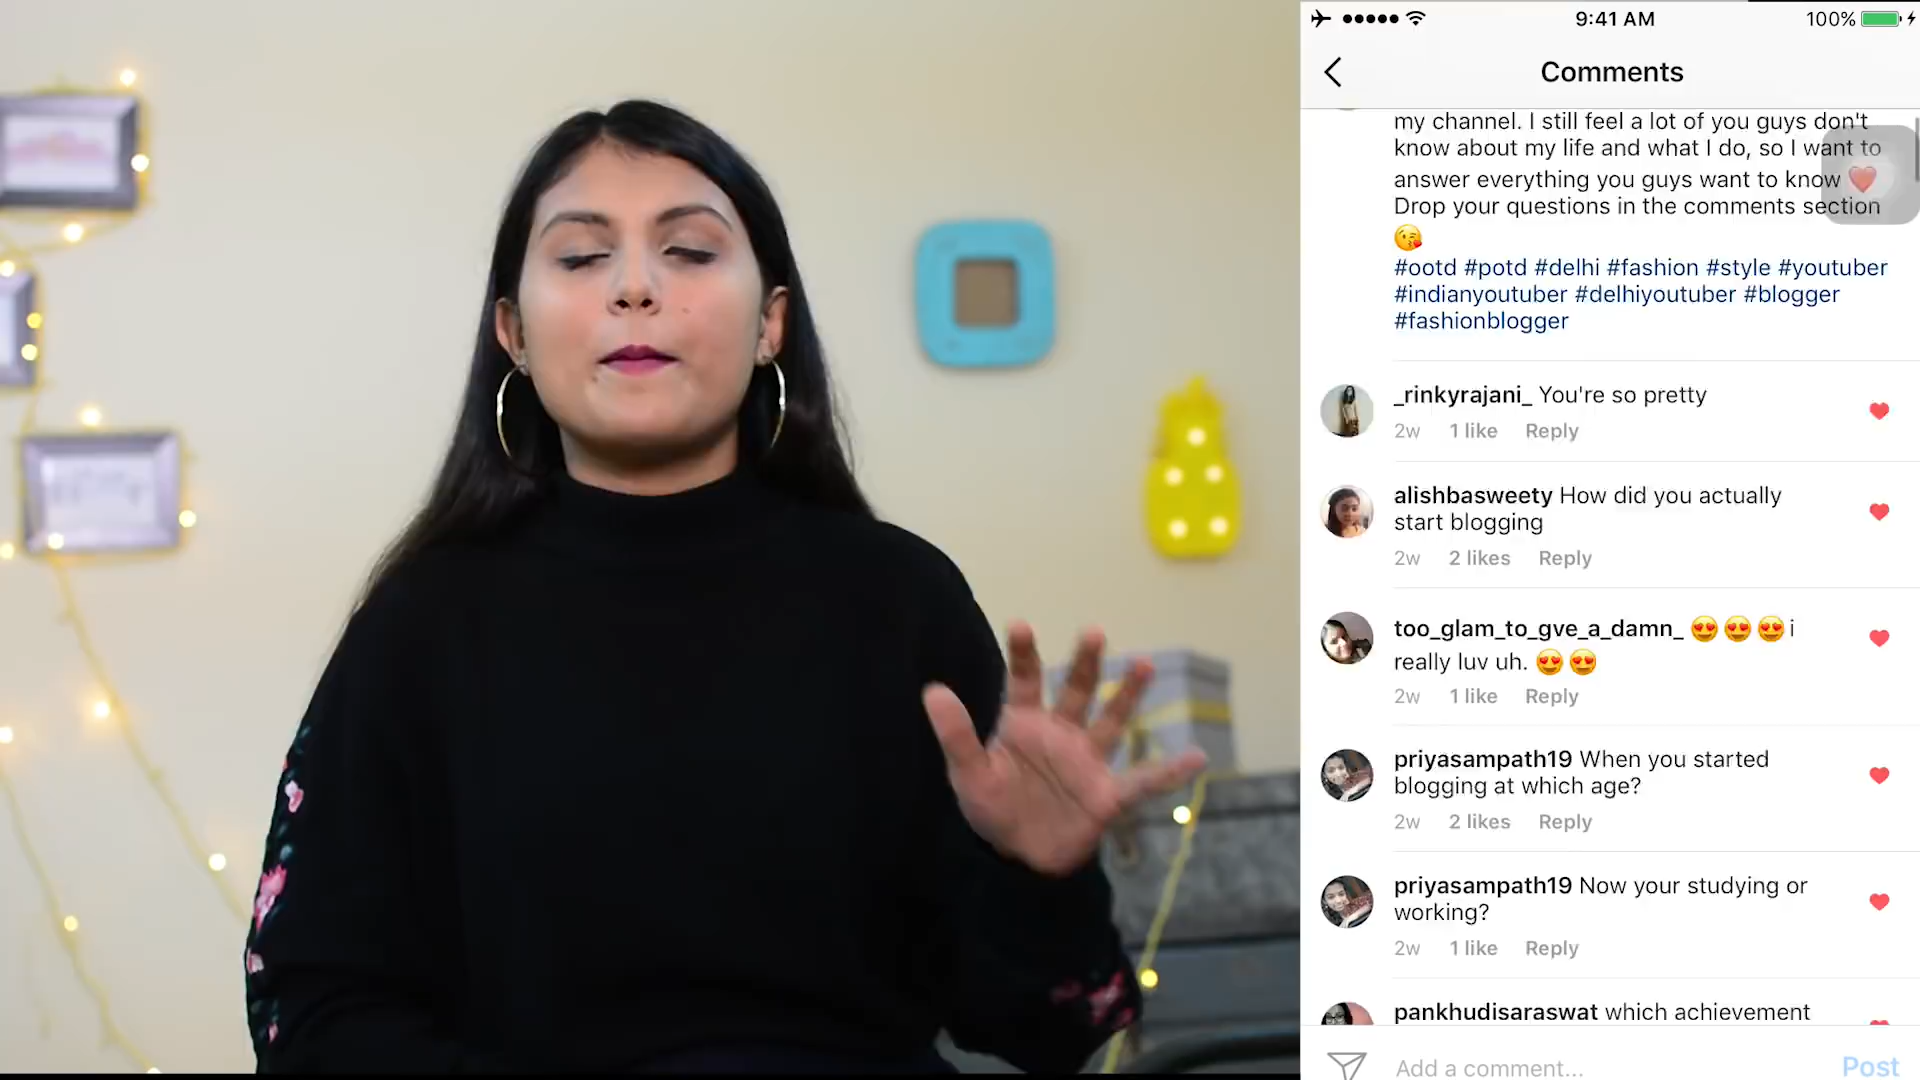 9:41 AM
100%
Comments
my channel. I still feel a lot of you guys don't
know about my life and what I do, so I want to
answer everything you guys want to know ❤️
Drop your questions in the comments section
😘
#ootd #potd #delhi #fashion #style #youtuber
#indianyoutuber #delhiyoutuber #blogger
#fashionblogger
_rinkyrajani_ You're so pretty
2w 1 like Reply
alishbasweety How did you actually
start blogging
2w 2 likes Reply
too_glam_to_gve_a_damn_ 😍😍😍i
really luv uh. 😍😍
2w 1 like Reply
priyasampath19 When you started
blogging at which age?
2w 2 likes Reply
priyasampath19 Now your studying or
working?
2w 1 like Reply
pankhudisaraswat which achievement
Add a comment...
Post